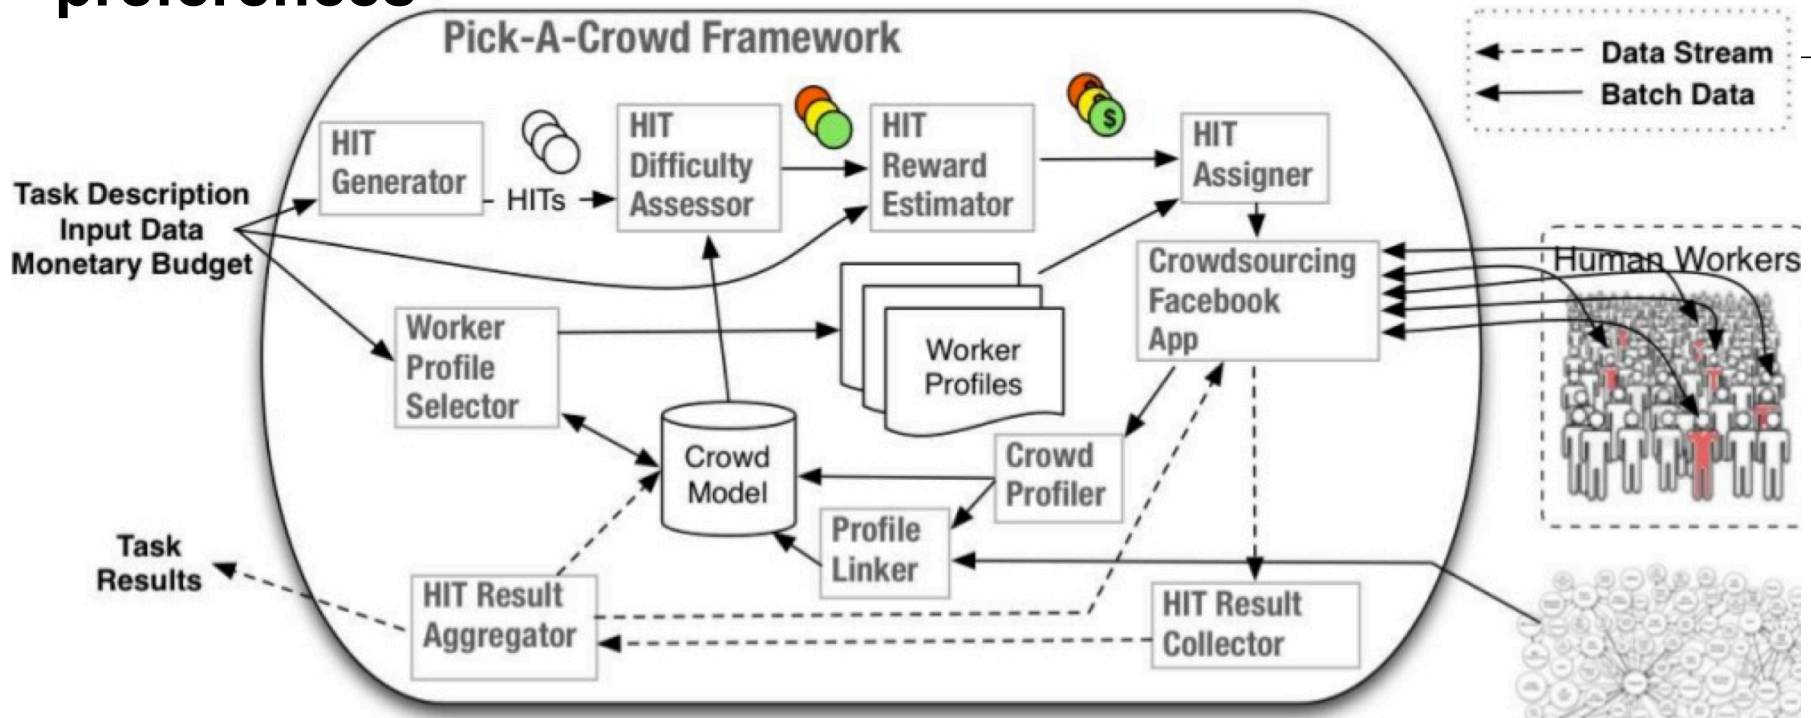 preferences
Pick-A-Crowd Framework
Data Stream
Batch Data
HIT
Generator
HITs
HIT
Difficulty
Assessor
HIT
Reward
Estimator
$
HIT
Assigner
Task Description
Input Data
Monetary Budget
Human Workers
Crowdsourcing
Facebook
App
Worker
Profile
Selector
Worker
Profiles
Crowd
Model
Crowd
Profiler
Profile
Linker
Task
Results
HIT Result
Aggregator
HIT Result
Collector